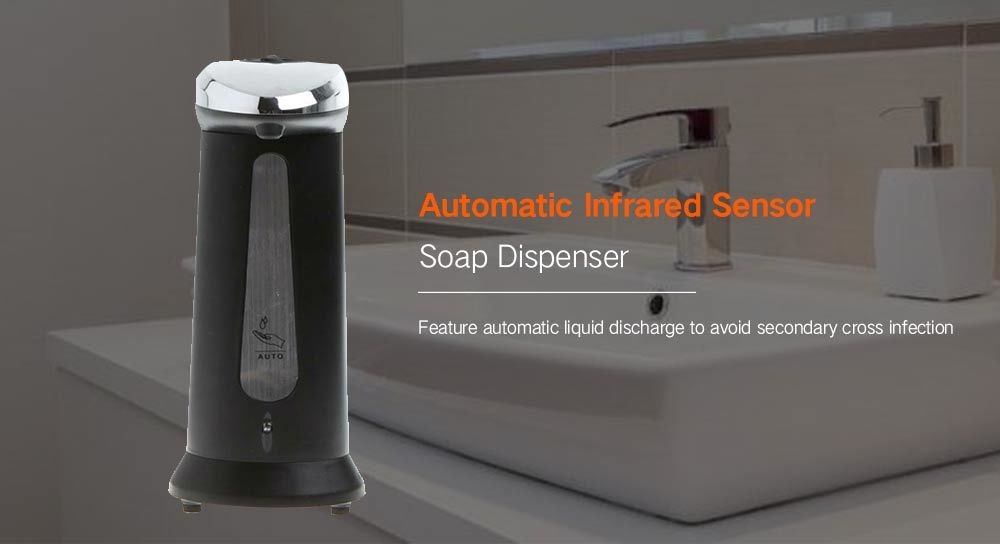 Automatic Infrared Sensor
Soap Dispenser
Feature automatic liquid discharge to avoid secondary cross infection
AUTO